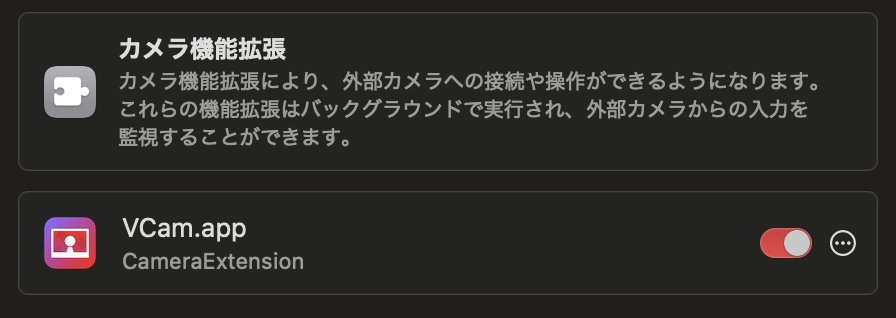 カメラ機能拡張
カメラ機能拡張により、外部カメラへの接続や操作ができるようになります。
これらの機能拡張はバックグラウンドで実行され、外部カメラからの入力を
監視することができます。
VCam.app
CameraExtension